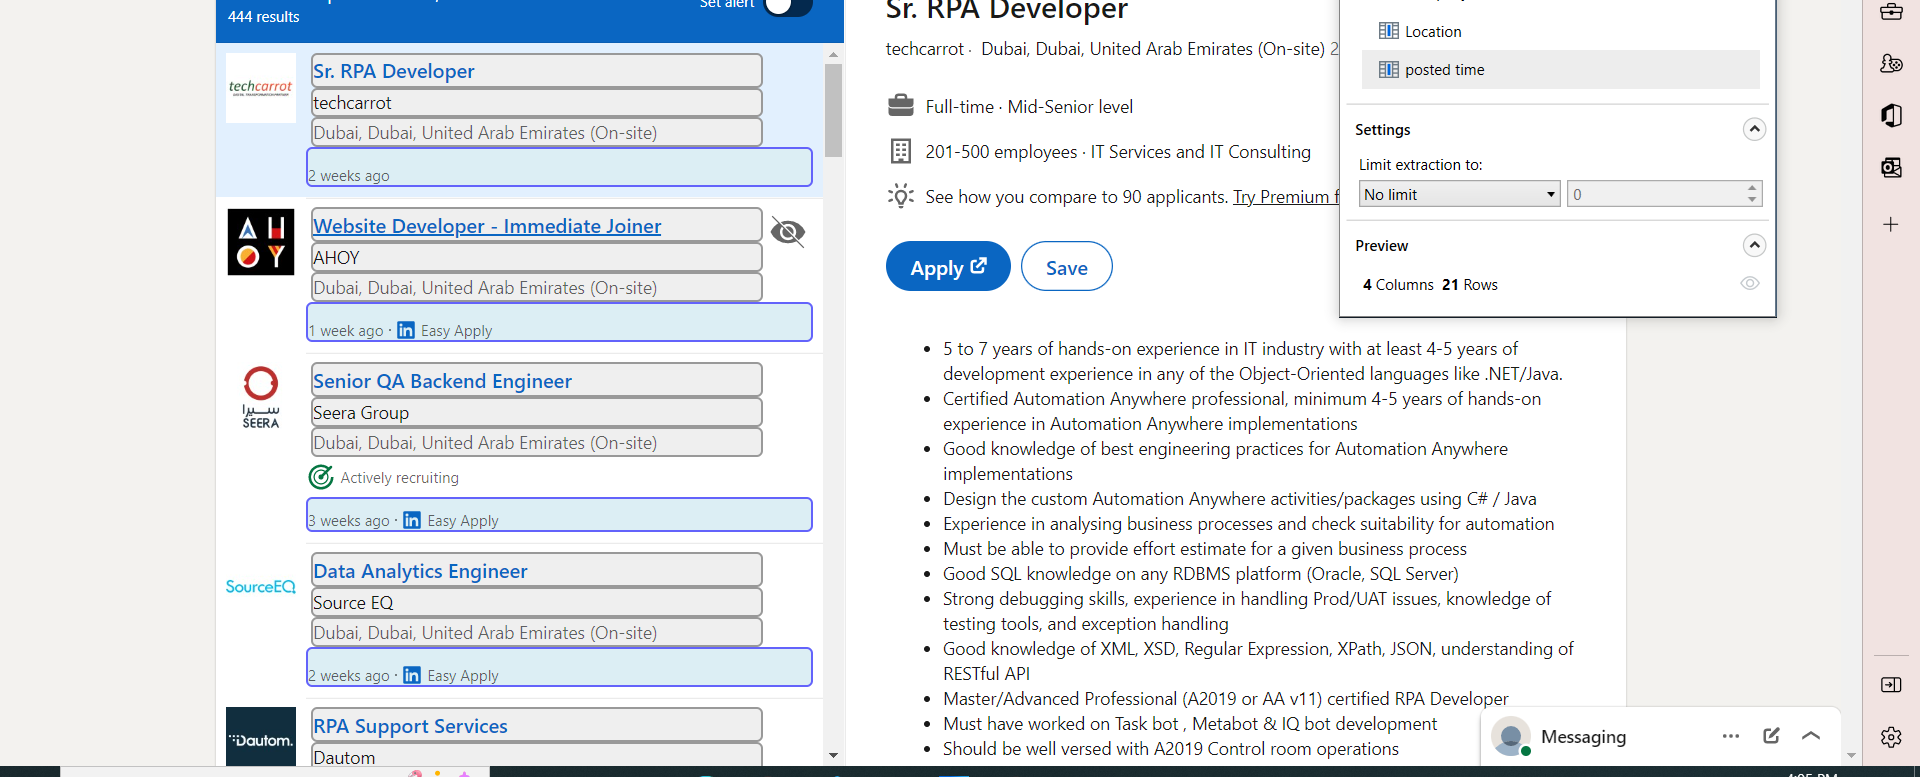 444 results
Set alert
techcarrot
Sr. RPA Developer
techcarrot
Dubai, Dubai, United Arab Emirates (On-site)
2 weeks ago
AHOY
Website Developer - Immediate Joiner
AHOY
Dubai, Dubai, United Arab Emirates (On-site)
1 week ago · in Easy Apply
سيرا
SEERA
Senior QA Backend Engineer
Seera Group
Dubai, Dubai, United Arab Emirates (On-site)
Actively recruiting
3 weeks ago · in Easy Apply
SourceEQ
Data Analytics Engineer
Source EQ
Dubai, Dubai, United Arab Emirates (On-site)
2 weeks ago · in Easy Apply
Dautom.
RPA Support Services
Dautom
Sr. RPA Developer
techcarrot · Dubai, Dubai, United Arab Emirates (On-site) 2
Full-time · Mid-Senior level
201-500 employees · IT Services and IT Consulting
See how you compare to 90 applicants. Try Premium f
Apply
Save
• 5 to 7 years of hands-on experience in IT industry with at least 4-5 years of
development experience in any of the Object-Oriented languages like .NET/Java.
• Certified Automation Anywhere professional, minimum 4-5 years of hands-on
experience in Automation Anywhere implementations
• Good knowledge of best engineering practices for Automation Anywhere
implementations
• Design the custom Automation Anywhere activities/packages using C# / Java
• Experience in analysing business processes and check suitability for automation
• Must be able to provide effort estimate for a given business process
• Good SQL knowledge on any RDBMS platform (Oracle, SQL Server)
• Strong debugging skills, experience in handling Prod/UAT issues, knowledge of
testing tools, and exception handling
• Good knowledge of XML, XSD, Regular Expression, XPath, JSON, understanding of
RESTful API
• Master/Advanced Professional (A2019 or AA v11) certified RPA Developer
• Must have worked on Task bot , Metabot & IQ bot development
• Should be well versed with A2019 Control room operations
Location
posted time
Settings
Limit extraction to:
No limit
0
Preview
4 Columns 21 Rows
Messaging